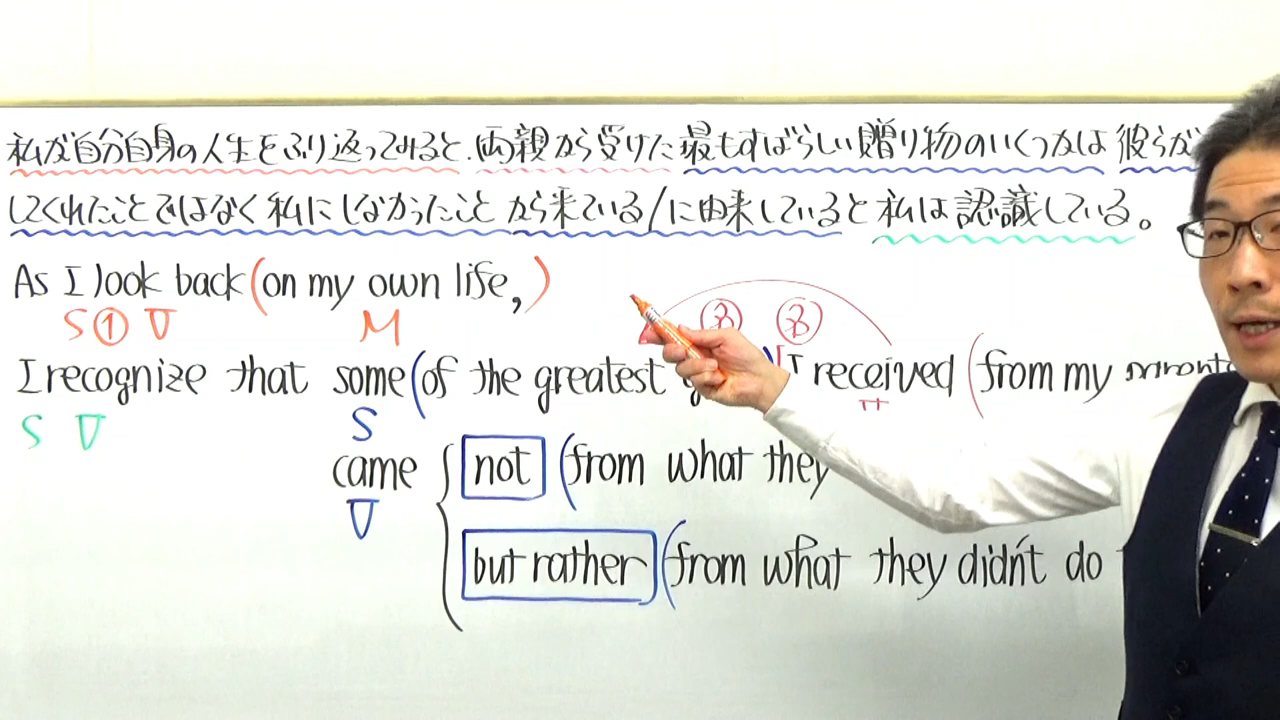 私が自分自身の人生をふり返ってみると、両親から受けた最もすばらしい贈り物のいくつかは 彼らが
してくれたことではなく私にしなかったことから来ている/に由来していると私は認識している。
As I look back (on my own life,)
S ① V M
名 名
I recognize that some (of the greatest I received (from my
S V S
came not (from what they
V
but rather (from what they didn't do